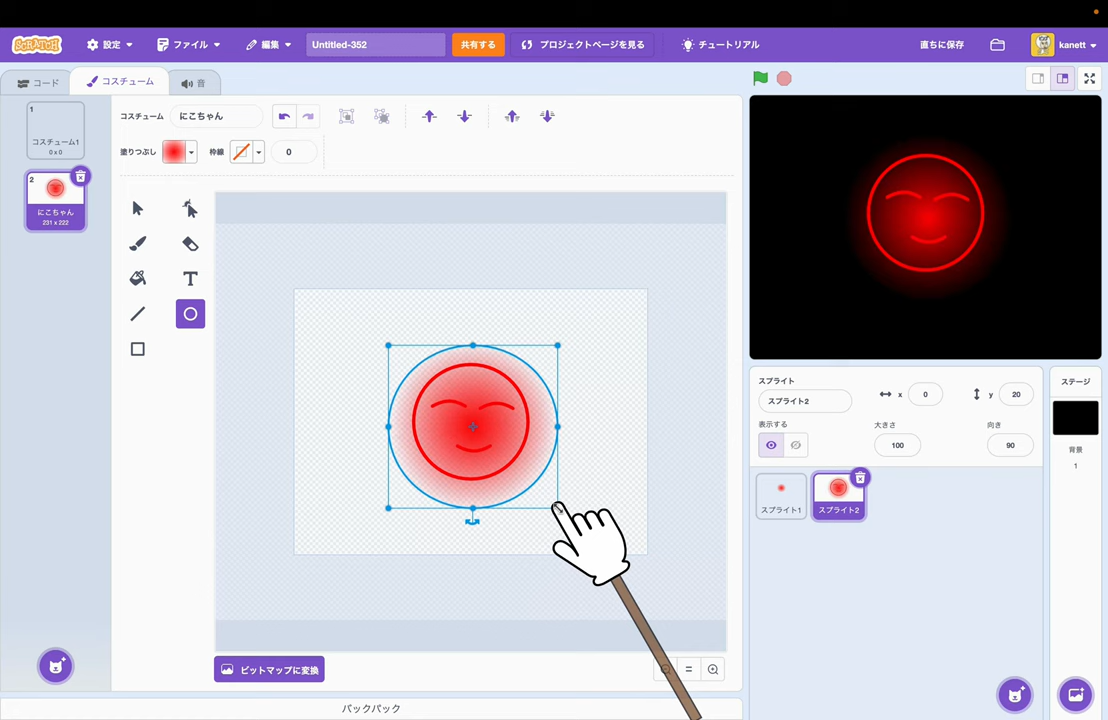 SCRATCH
設定
ファイル
編集
Untitled-352
共有する
プロジェクトページを見る
チュートリアル
直ちに保存
kanett
コード
コスチューム
音
1
コスチューム1
0 x 0
2
にこちゃん
231 x 222
コスチューム
にこちゃん
塗りつぶし
枠線
0
T
ビットマップに変換
バックパック
スプライト
スプライト2
x
0
y
20
表示する
大きさ
100
向き
90
スプライト1
スプライト2
ステージ
背景
1